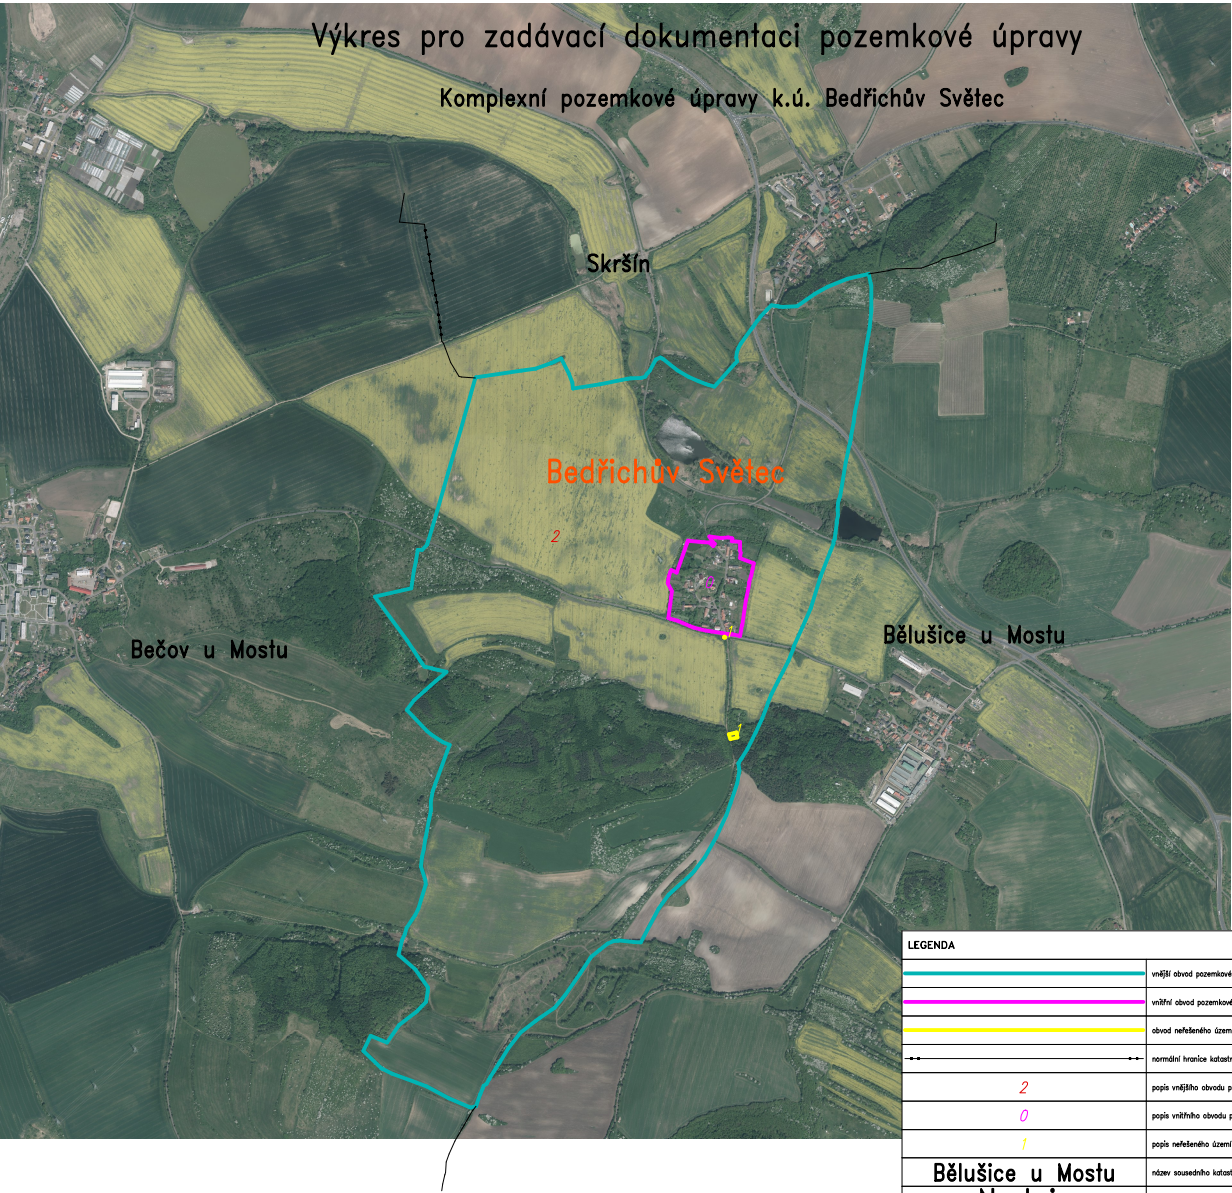 Výkres pro zadávací dokumentaci pozemkové úpravy
Komplexní pozemkové úpravy k.ú. Bedřichův Světec
Skršín
Bedřichův Světec
2
0
1
Bečov u Mostu
Bělušice u Mostu
1
LEGENDA
vnější obvod pozemkové
vnitřní obvod pozemkové
obvod neřešeného územ
normální hranice katastr
2 popis vnějšího obvodu p
0 popis vnitřního obvodu p
1 popis neřešeného území
Bělušice u Mostu název sousedního katast